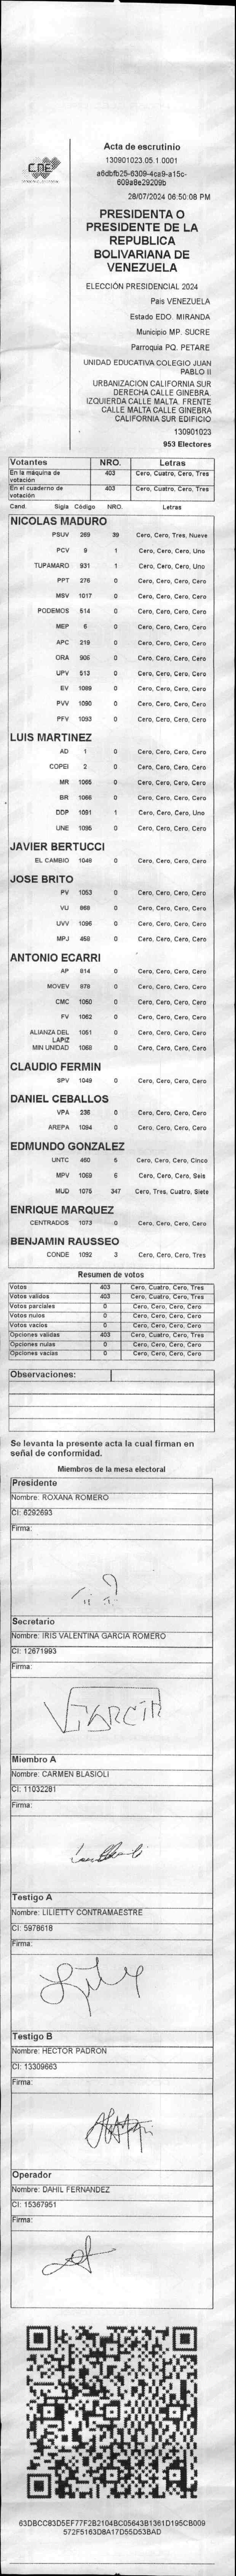 CNE
Acta de escrutinio
130901023.05.1.0001
a6dbfb25-6309-4ca9-a15c-
609a8e29209b
28/07/2024 06:50:08 PM
PRESIDENTA O
PRESIDENTE DE LA
REPUBLICA
BOLIVARIANA DE
VENEZUELA
ELECCIÓN PRESIDENCIAL 2024
Pais VENEZUELA
Estado EDO. MIRANDA
Municipio MP. SUCRE
Parroquia PQ. PETARE
UNIDAD EDUCATIVA COLEGIO JUAN
PABLO II
URBANIZACION CALIFORNIA SUR
DERECHA CALLE GINEBRA.
IZQUIERDA CALLE MALTA. FRENTE
CALLE MALTA CALLE GINEBRA
CALIFORNIA SUR EDIFICIO
130901023
953 Electores
Votantes NRO. Letras
En la máquina de votación 403 Cero, Cuatro, Cero, Tres
En el cuaderno de votación 403 Cero, Cuatro, Cero, Tres
Cand. Sigla Código NRO. Letras
NICOLAS MADURO
PSUV 269 39 Cero, Cero, Tres, Nueve
PCV 9 1 Cero, Cero, Cero, Uno
TUPAMARO 931 1 Cero, Cero, Cero, Uno
PPT 276 0 Cero, Cero, Cero, Cero
MSV 1017 0 Cero, Cero, Cero, Cero
PODEMOS 514 0 Cero, Cero, Cero, Cero
MEP 6 0 Cero, Cero, Cero, Cero
APC 219 0 Cero, Cero, Cero, Cero
ORA 906 0 Cero, Cero, Cero, Cero
UPV 513 0 Cero, Cero, Cero, Cero
EV 1089 0 Cero, Cero, Cero, Cero
PVV 1090 0 Cero, Cero, Cero, Cero
PFV 1093 0 Cero, Cero, Cero, Cero
LUIS MARTINEZ
AD 1 0 Cero, Cero, Cero, Cero
COPEI 2 0 Cero, Cero, Cero, Cero
MR 1065 0 Cero, Cero, Cero, Cero
BR 1066 0 Cero, Cero, Cero, Cero
DDP 1091 1 Cero, Cero, Cero, Uno
UNE 1095 0 Cero, Cero, Cero, Cero
JAVIER BERTUCCI
EL CAMBIO 1048 0 Cero, Cero, Cero, Cero
JOSE BRITO
PV 1053 0 Cero, Cero, Cero, Cero
VU 868 0 Cero, Cero, Cero, Cero
UVV 1096 0 Cero, Cero, Cero, Cero
MPJ 459 0 Cero, Cero, Cero, Cero
ANTONIO ECARRI
AP 814 0 Cero, Cero, Cero, Cero
MOVEV 978 0 Cero, Cero, Cero, Cero
CMC 1050 0 Cero, Cero, Cero, Cero
FV 1062 0 Cero, Cero, Cero, Cero
ALIANZA DEL LAPIZ 1051 0 Cero, Cero, Cero, Cero
MIN UNIDAD 1068 0 Cero, Cero, Cero, Cero
CLAUDIO FERMIN
SPV 1049 0 Cero, Cero, Cero, Cero
DANIEL CEBALLOS
VPA 236 0 Cero, Cero, Cero, Cero
AREPA 1094 0 Cero, Cero, Cero, Cero
EDMUNDO GONZALEZ
UNTC 460 5 Cero, Cero, Cero, Cinco
MPV 1069 6 Cero, Cero, Cero, Seis
MUD 1075 347 Cero, Tres, Cuatro, Siete
ENRIQUE MARQUEZ
CENTRADOS 1073 0 Cero, Cero, Cero, Cero
BENJAMIN RAUSSEO
CONDE 1092 3 Cero, Cero, Cero, Tres
Resumen de votos
Votos 403 Cero, Cuatro, Cero, Tres
Votos validos 403 Cero, Cuatro, Cero, Tres
Votos parciales 0 Cero, Cero, Cero, Cero
Votos nulos 0 Cero, Cero, Cero, Cero
Votos vacios 0 Cero, Cero, Cero, Cero
Opciones validas 403 Cero, Cuatro, Cero, Tres
Opciones nulas 0 Cero, Cero, Cero, Cero
Opciones vacias 0 Cero, Cero, Cero, Cero
Observaciones:
Se levanta la presente acta la cual firman en
señal de conformidad.
Miembros de la mesa electoral
Presidente
Nombre: ROXANA ROMERO
CI: 6292693
Firma:
Secretario
Nombre: IRIS VALENTINA GARCIA ROMERO
CI: 12671993
Firma:
VGARCIA
Miembro A
Nombre: CARMEN BLASIOLI
CI: 11032281
Firma:
Testigo A
Nombre: LILIETTY CONTRAMAESTRE
CI: 5978618
Firma:
Testigo B
Nombre: HECTOR PADRON
CI: 13309663
Firma:
Operador
Nombre: DAHIL FERNANDEZ
CI: 15367951
Firma:
63DBCC83D5EF77F2B2104BC05643B1361D195CB009
572F5163D8A17D55D53BAD